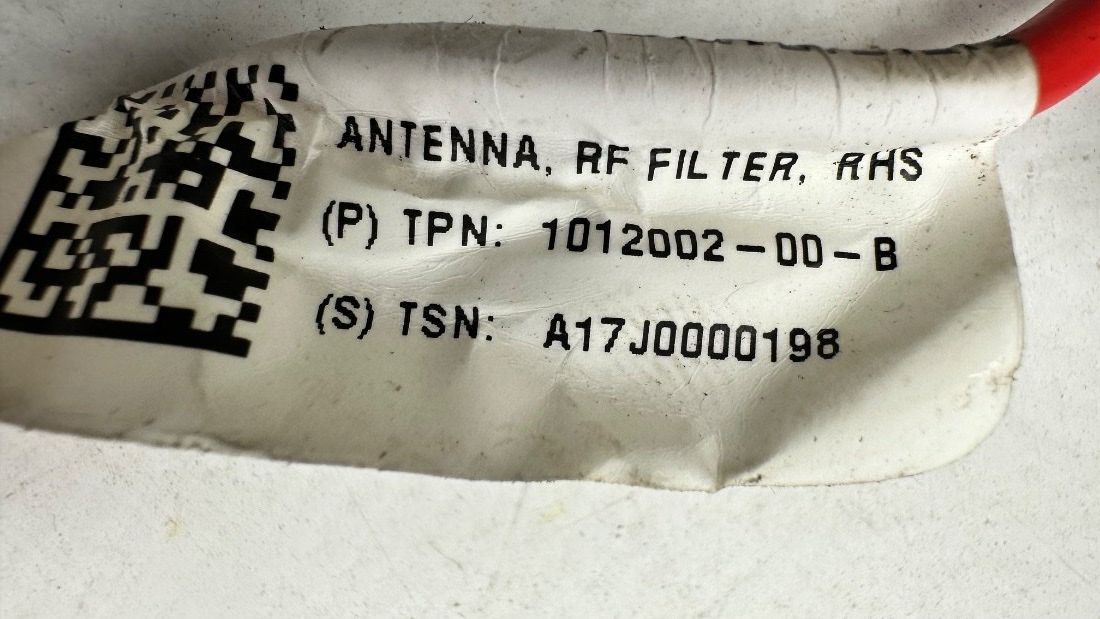 ANTENNA, RF FILTER, RHS
(P) TPN: 1012002-00-B
(S) TSN: A17J0000198